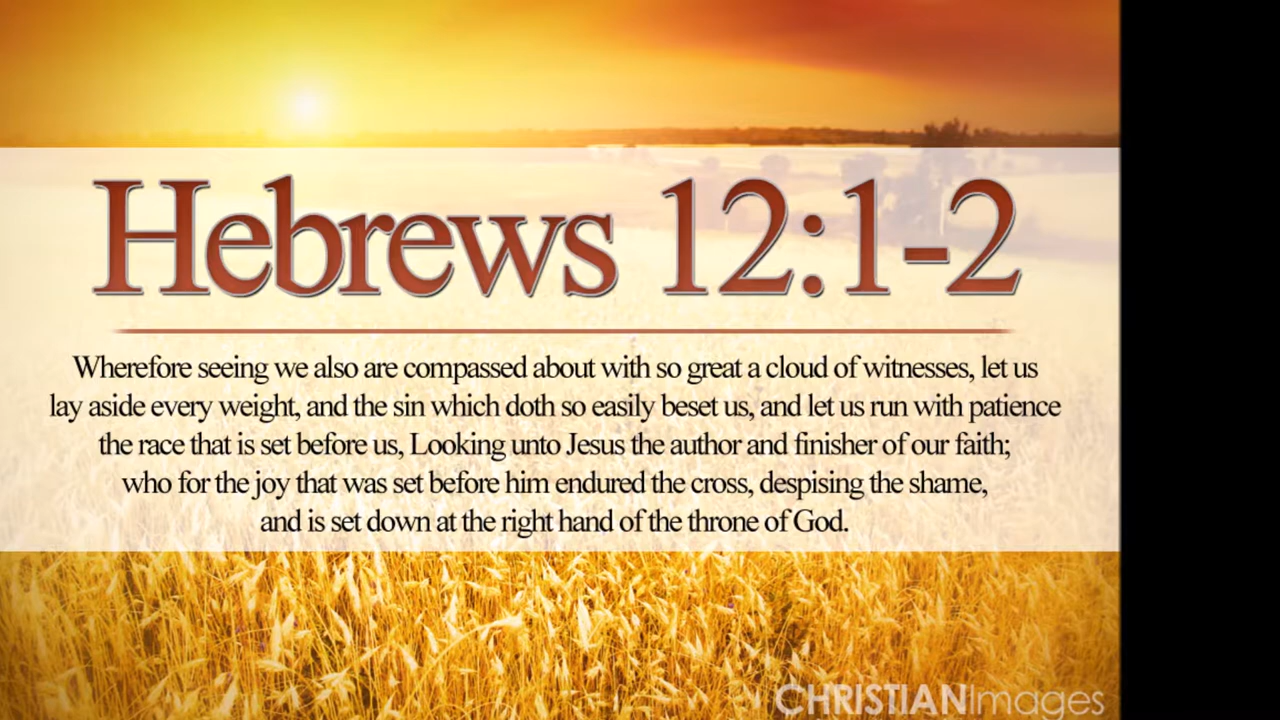 Hebrews 12:1-2
Wherefore seeing we also are compassed about with so great a cloud of witnesses, let us
lay aside every weight, and the sin which doth so easily beset us, and let us run with patience
the race that is set before us, Looking unto Jesus the author and finisher of our faith;
who for the joy that was set before him endured the cross, despising the shame,
and is set down at the right hand of the throne of God.
CHRISTIANImages